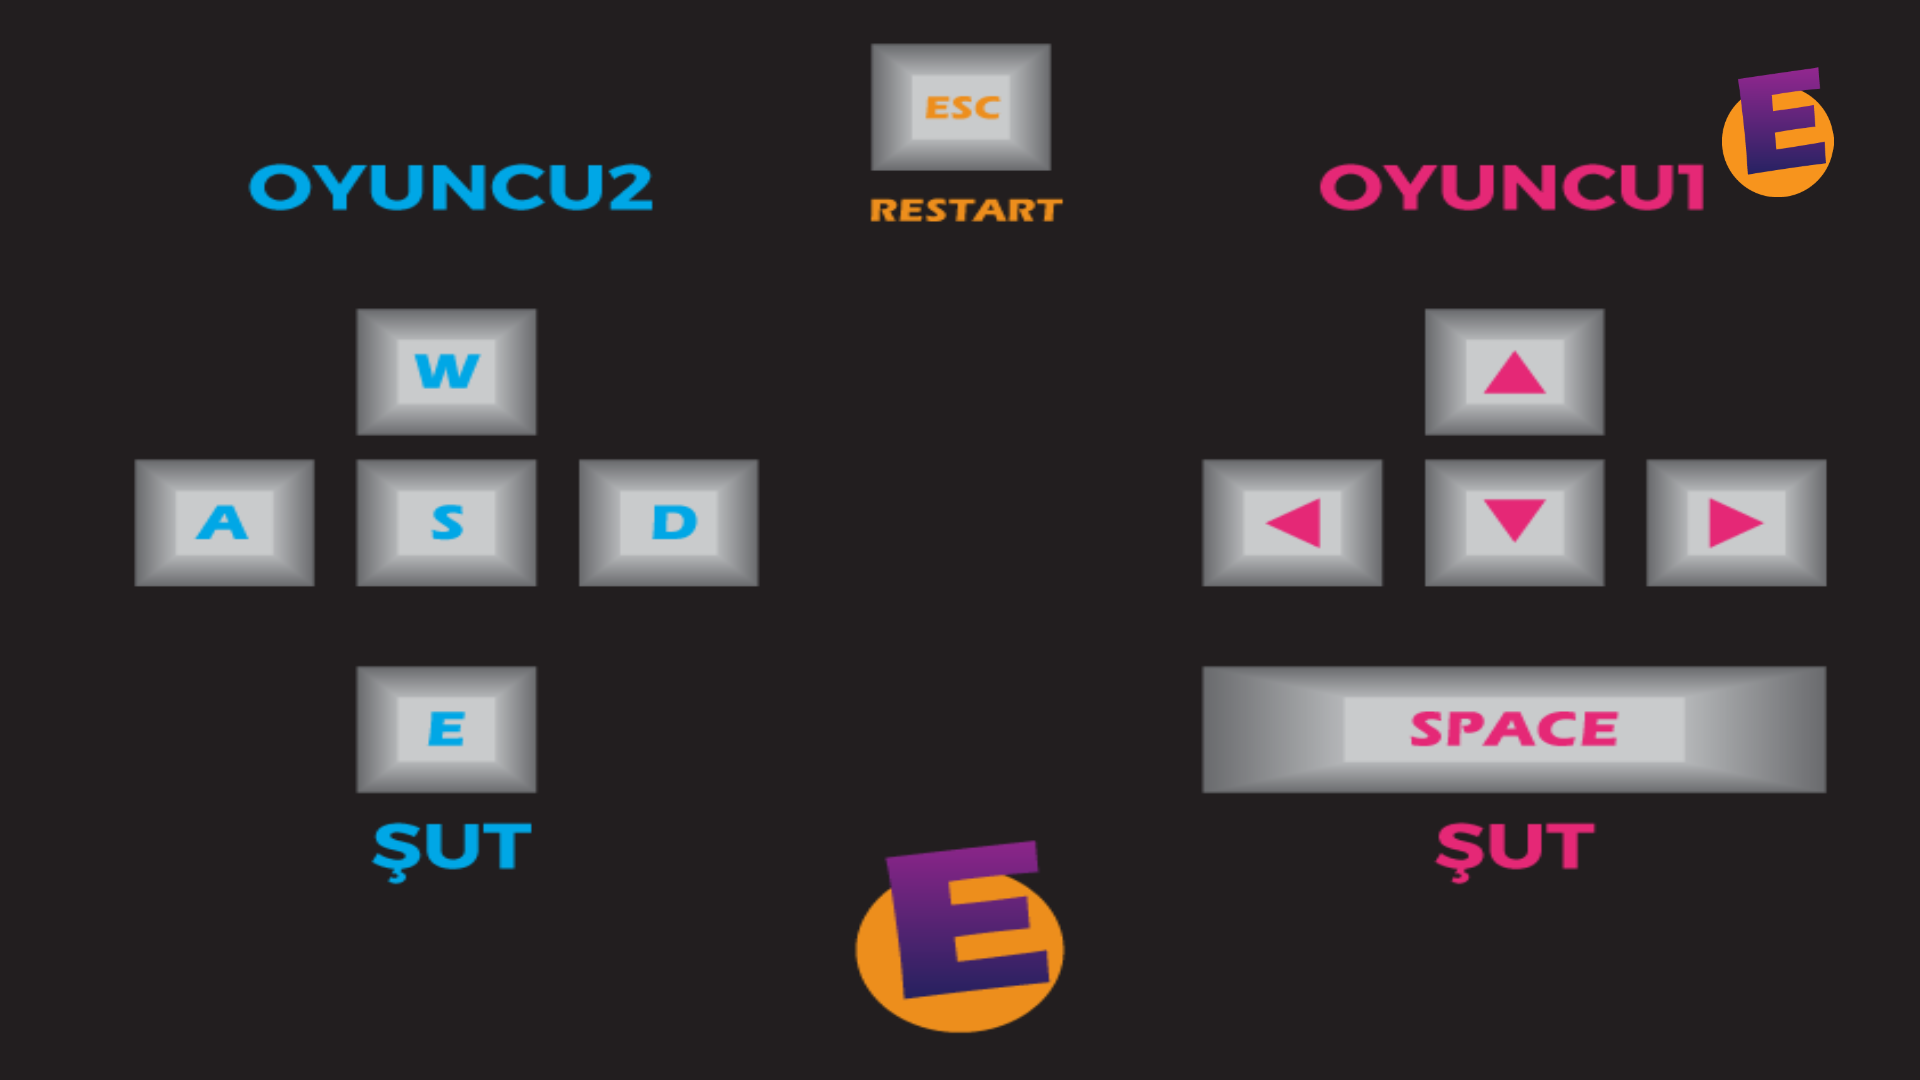 ESC
RESTART
OYUNCU2
OYUNCU1
E
W
A S D
E
SPACE
ŞUT
ŞUT
E